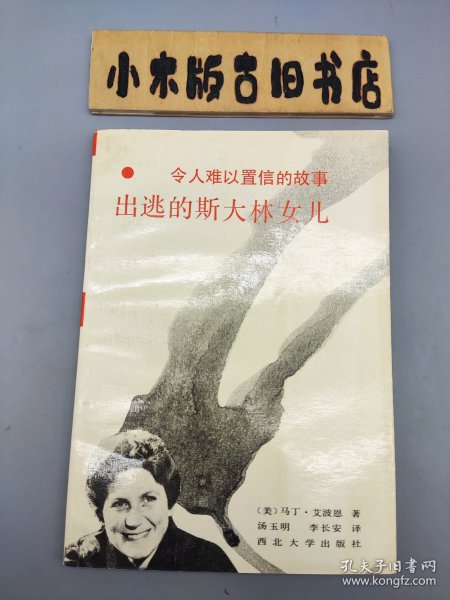 小木版古旧书店
令人难以置信的故事
出逃的斯大林女儿
〔美〕马丁·艾波恩 著
汤玉明 李长安 译
西北大学出版社
孔夫子旧书网
www.kongfz.com